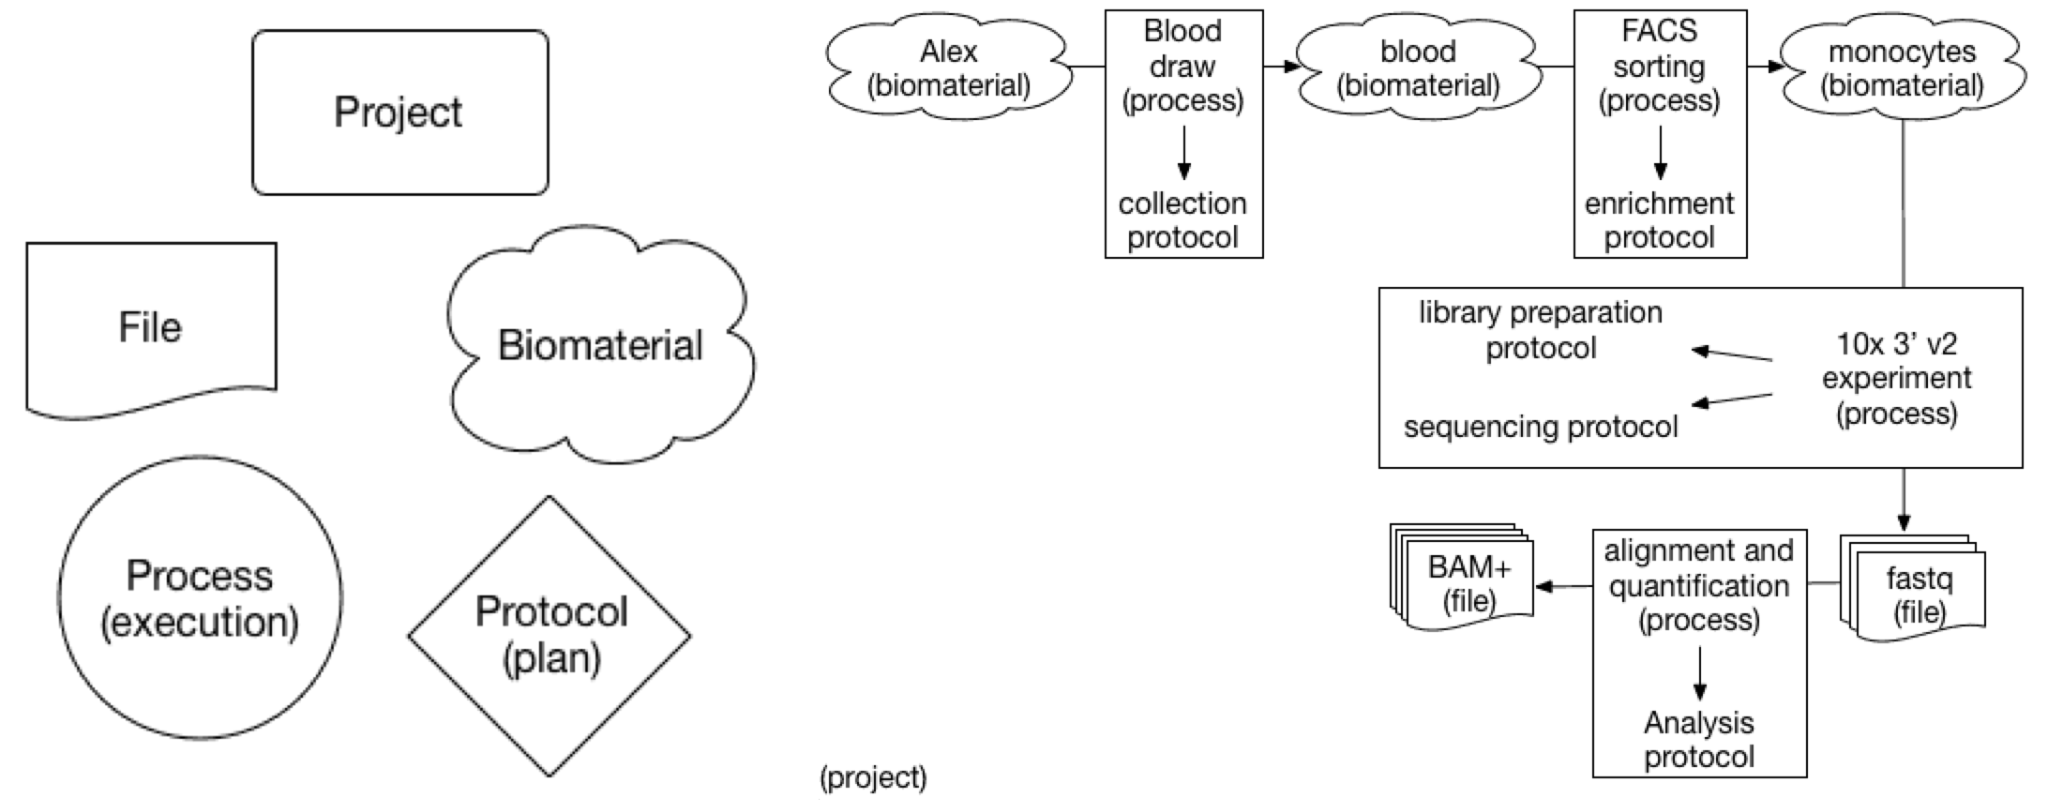 Project
File
Biomaterial
Process
(execution)
Protocol
(plan)
Alex
(biomaterial)
Blood
draw
(process)
collection
protocol
blood
(biomaterial)
FACS
sorting
(process)
enrichment
protocol
monocytes
(biomaterial)
library preparation
protocol
sequencing protocol
10x 3’ v2
experiment
(process)
BAM+
(file)
alignment and
quantification
(process)
Analysis
protocol
fastq
(file)
(project)